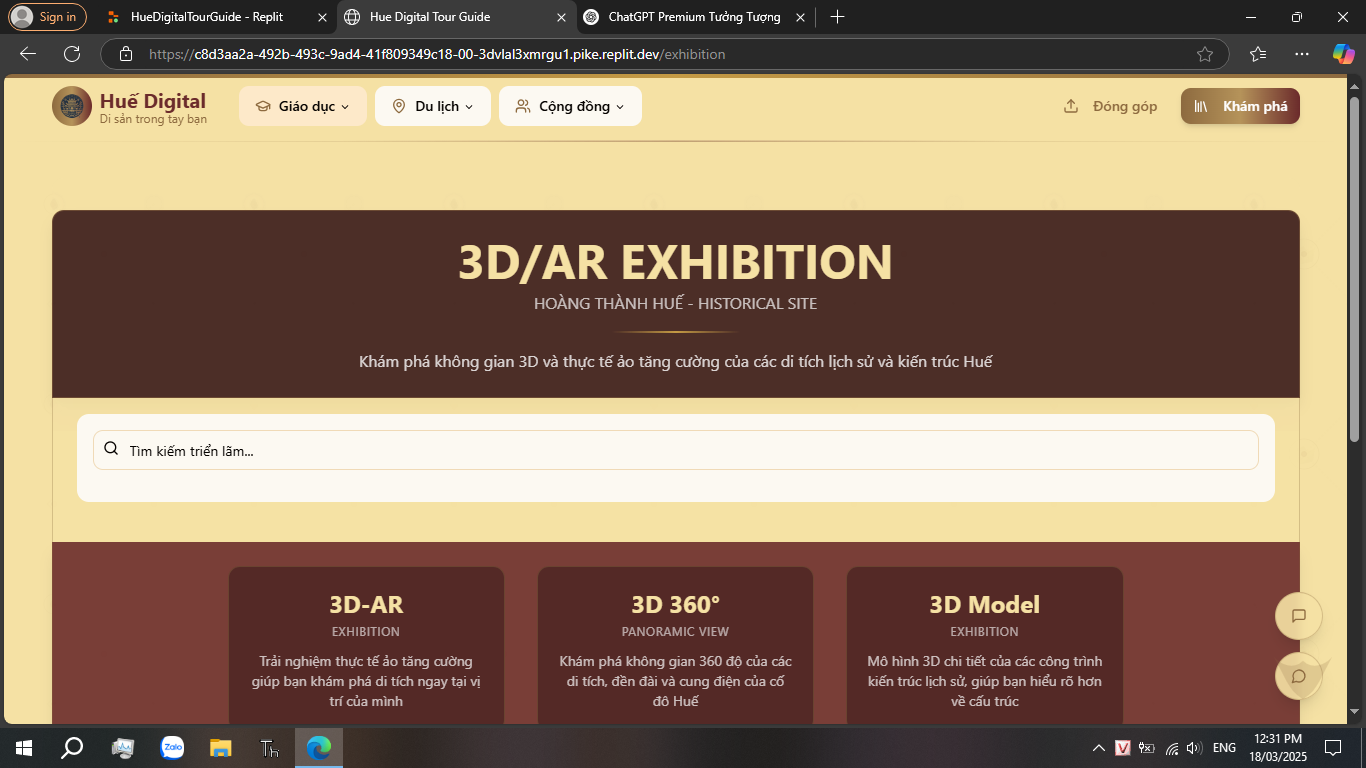 Sign in
HueDigitalTourGuide - Replit
Hue Digital Tour Guide
ChatGPT Premium Tưởng Tượng
https://c8d3aa2a-492b-493c-9ad4-41f809349c18-00-3dvlal3xmrgu1.pike.replit.dev/exhibition
Huế Digital
Di sản trong tay bạn
Giáo dục
Du lịch
Cộng đồng
Đóng góp
Khám phá
3D/AR EXHIBITION
HOÀNG THÀNH HUẾ - HISTORICAL SITE
Khám phá không gian 3D và thực tế ảo tăng cường của các di tích lịch sử và kiến trúc Huế
Tìm kiếm triển lãm...
3D-AR
EXHIBITION
Trải nghiệm thực tế ảo tăng cường
giúp bạn khám phá di tích ngay tại vị
trí của mình
3D 360°
PANORAMIC VIEW
Khám phá không gian 360 độ của các
di tích, đền đài và cung điện của cố
đô Huế
3D Model
EXHIBITION
Mô hình 3D chi tiết của các công trình
kiến trúc lịch sử, giúp bạn hiểu rõ hơn
về cấu trúc
Zalo
Th
V
ENG
12:31 PM
18/03/2025